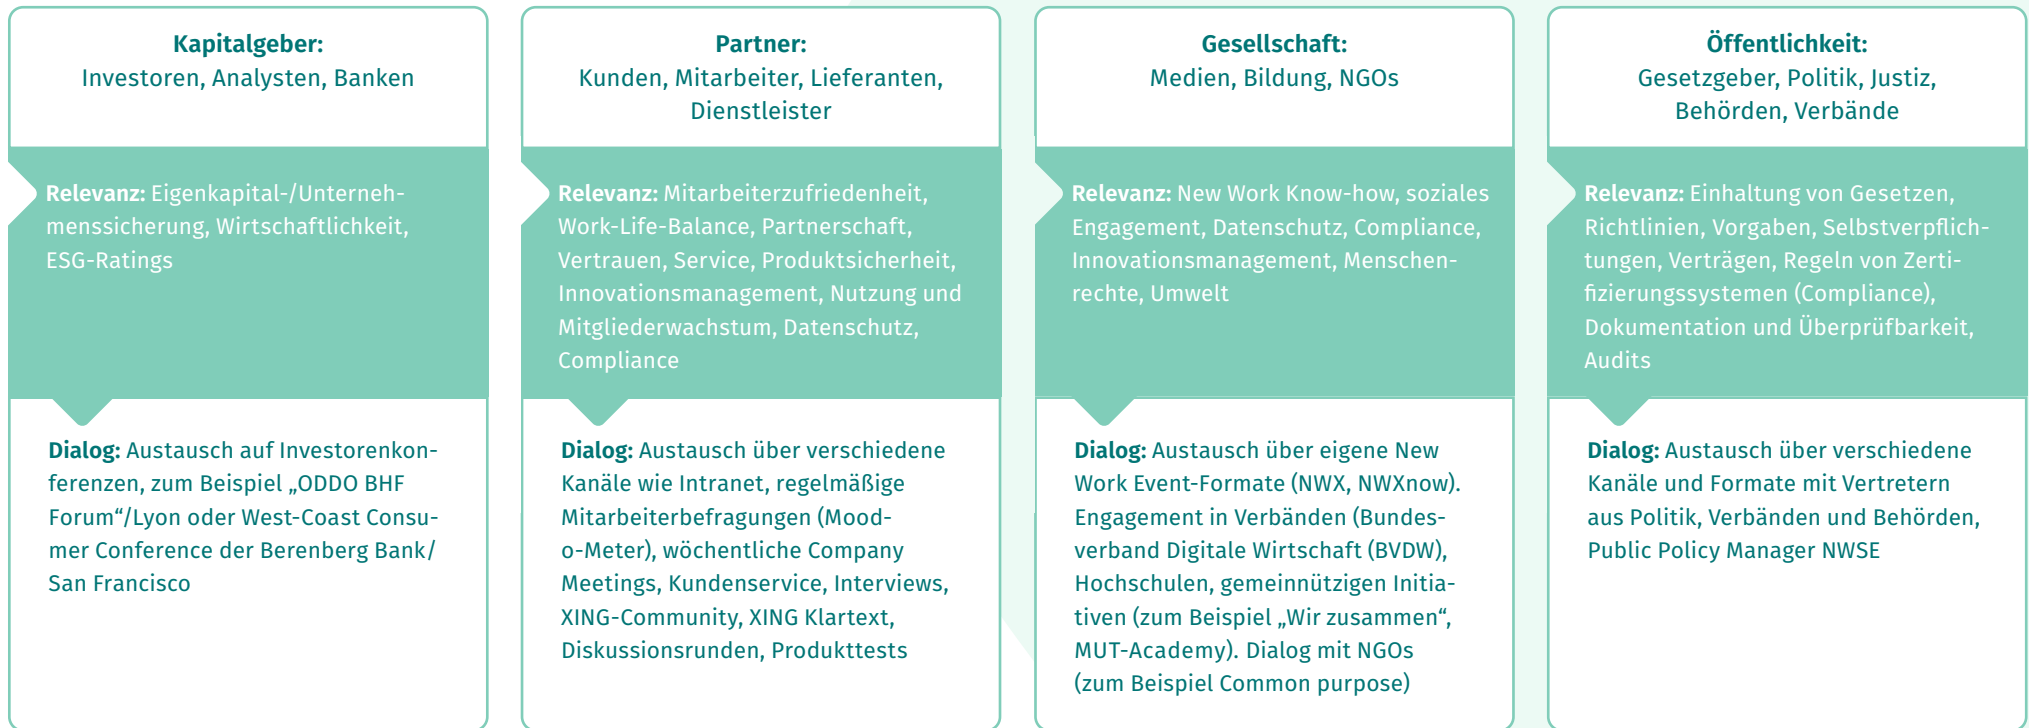 Kapitalgeber:
Investoren, Analysten, Banken
Relevanz: Eigenkapital-/Unterneh-
menssicherung, Wirtschaftlichkeit,
ESG-Ratings
Dialog: Austausch auf Investorenkon-
ferenzen, zum Beispiel „ODDO BHF
Forum“/Lyon oder West-Coast Consu-
mer Conference der Berenberg Bank/
San Francisco
Partner:
Kunden, Mitarbeiter, Lieferanten,
Dienstleister
Relevanz: Mitarbeiterzufriedenheit,
Work-Life-Balance, Partnerschaft,
Vertrauen, Service, Produktsicherheit,
Innovationsmanagement, Nutzung und
Mitgliederwachstum, Datenschutz,
Compliance
Dialog: Austausch über verschiedene
Kanäle wie Intranet, regelmäßige
Mitarbeiterbefragungen (Mood-
o-Meter), wöchentliche Company
Meetings, Kundenservice, Interviews,
XING-Community, XING Klartext,
Diskussionsrunden, Produkttests
Gesellschaft:
Medien, Bildung, NGOs
Relevanz: New Work Know-how, soziales
Engagement, Datenschutz, Compliance,
Innovationsmanagement, Menschen-
rechte, Umwelt
Dialog: Austausch über eigene New
Work Event-Formate (NWX, NWXnow).
Engagement in Verbänden (Bundes-
verband Digitale Wirtschaft (BVDW),
Hochschulen, gemeinnützigen Initia-
tiven (zum Beispiel „Wir zusammen“,
MUT-Academy). Dialog mit NGOs
(zum Beispiel Common purpose)
Öffentlichkeit:
Gesetzgeber, Politik, Justiz,
Behörden, Verbände
Relevanz: Einhaltung von Gesetzen,
Richtlinien, Vorgaben, Selbstverpflich-
tungen, Verträgen, Regeln von Zerti-
fizierungssystemen (Compliance),
Dokumentation und Überprüfbarkeit,
Audits
Dialog: Austausch über verschiedene
Kanäle und Formate mit Vertretern
aus Politik, Verbänden und Behörden,
Public Policy Manager NWSE